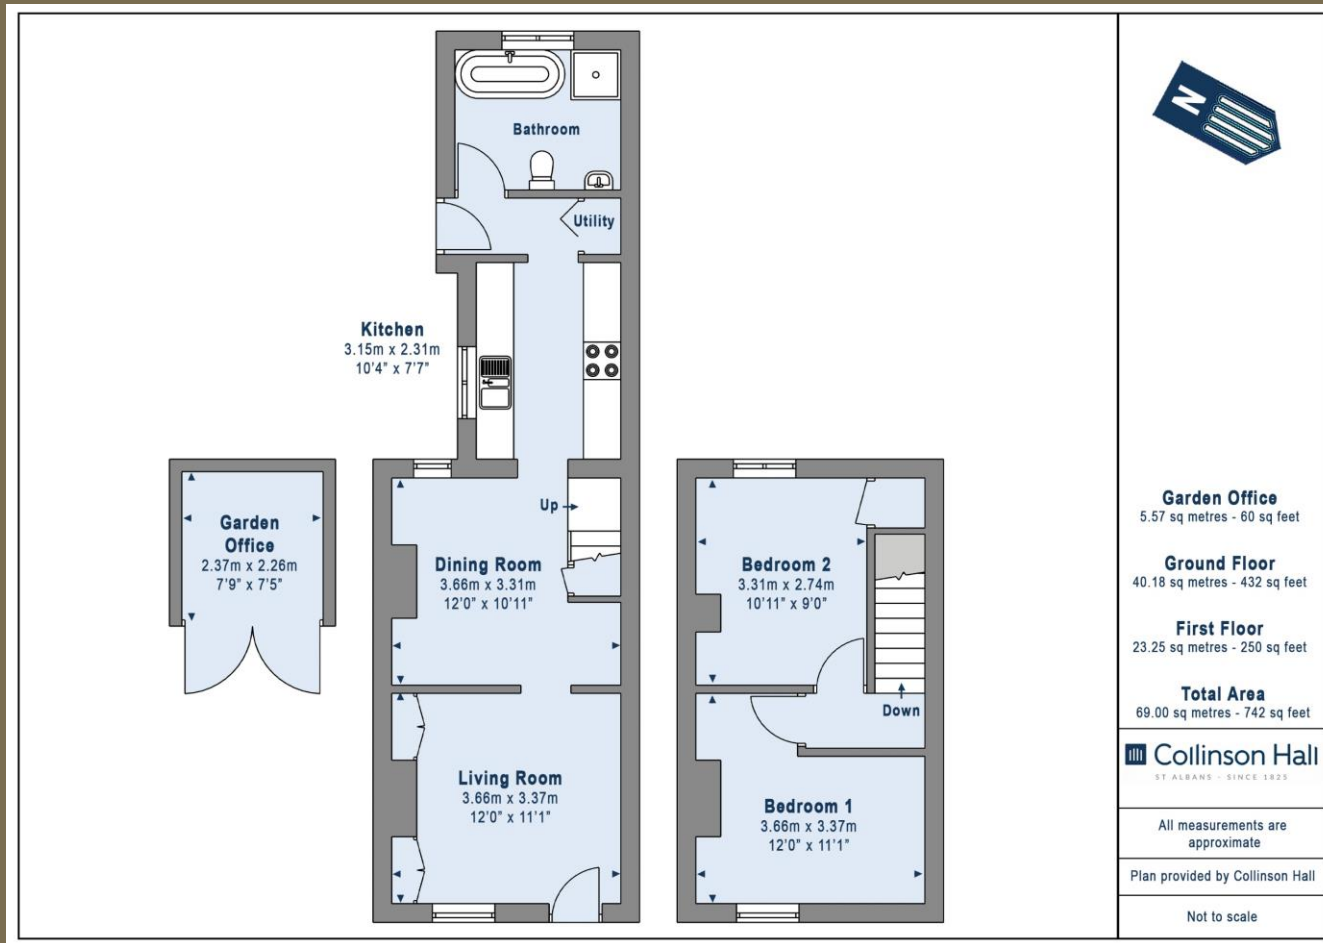 Bathroom
Utility
Kitchen
3.15m x 2.31m
10'4" x 7'7"
Garden
Office
2.37m x 2.26m
7'9" x 7'5"
Up
Dining Room
3.66m x 3.31m
12'0" x 10'11"
Living Room
3.66m x 3.37m
12'0" x 11'1"
Bedroom 2
3.31m x 2.74m
10'11" x 9'0"
Down
Bedroom 1
3.66m x 3.37m
12'0" x 11'1"
N
Garden Office
5.57 sq metres - 60 sq feet
Ground Floor
40.18 sq metres - 432 sq feet
First Floor
23.25 sq metres - 250 sq feet
Total Area
69.00 sq metres - 742 sq feet
Collinson Hall
ST ALBANS - SINCE 1825
All measurements are
approximate
Plan provided by Collinson Hall
Not to scale